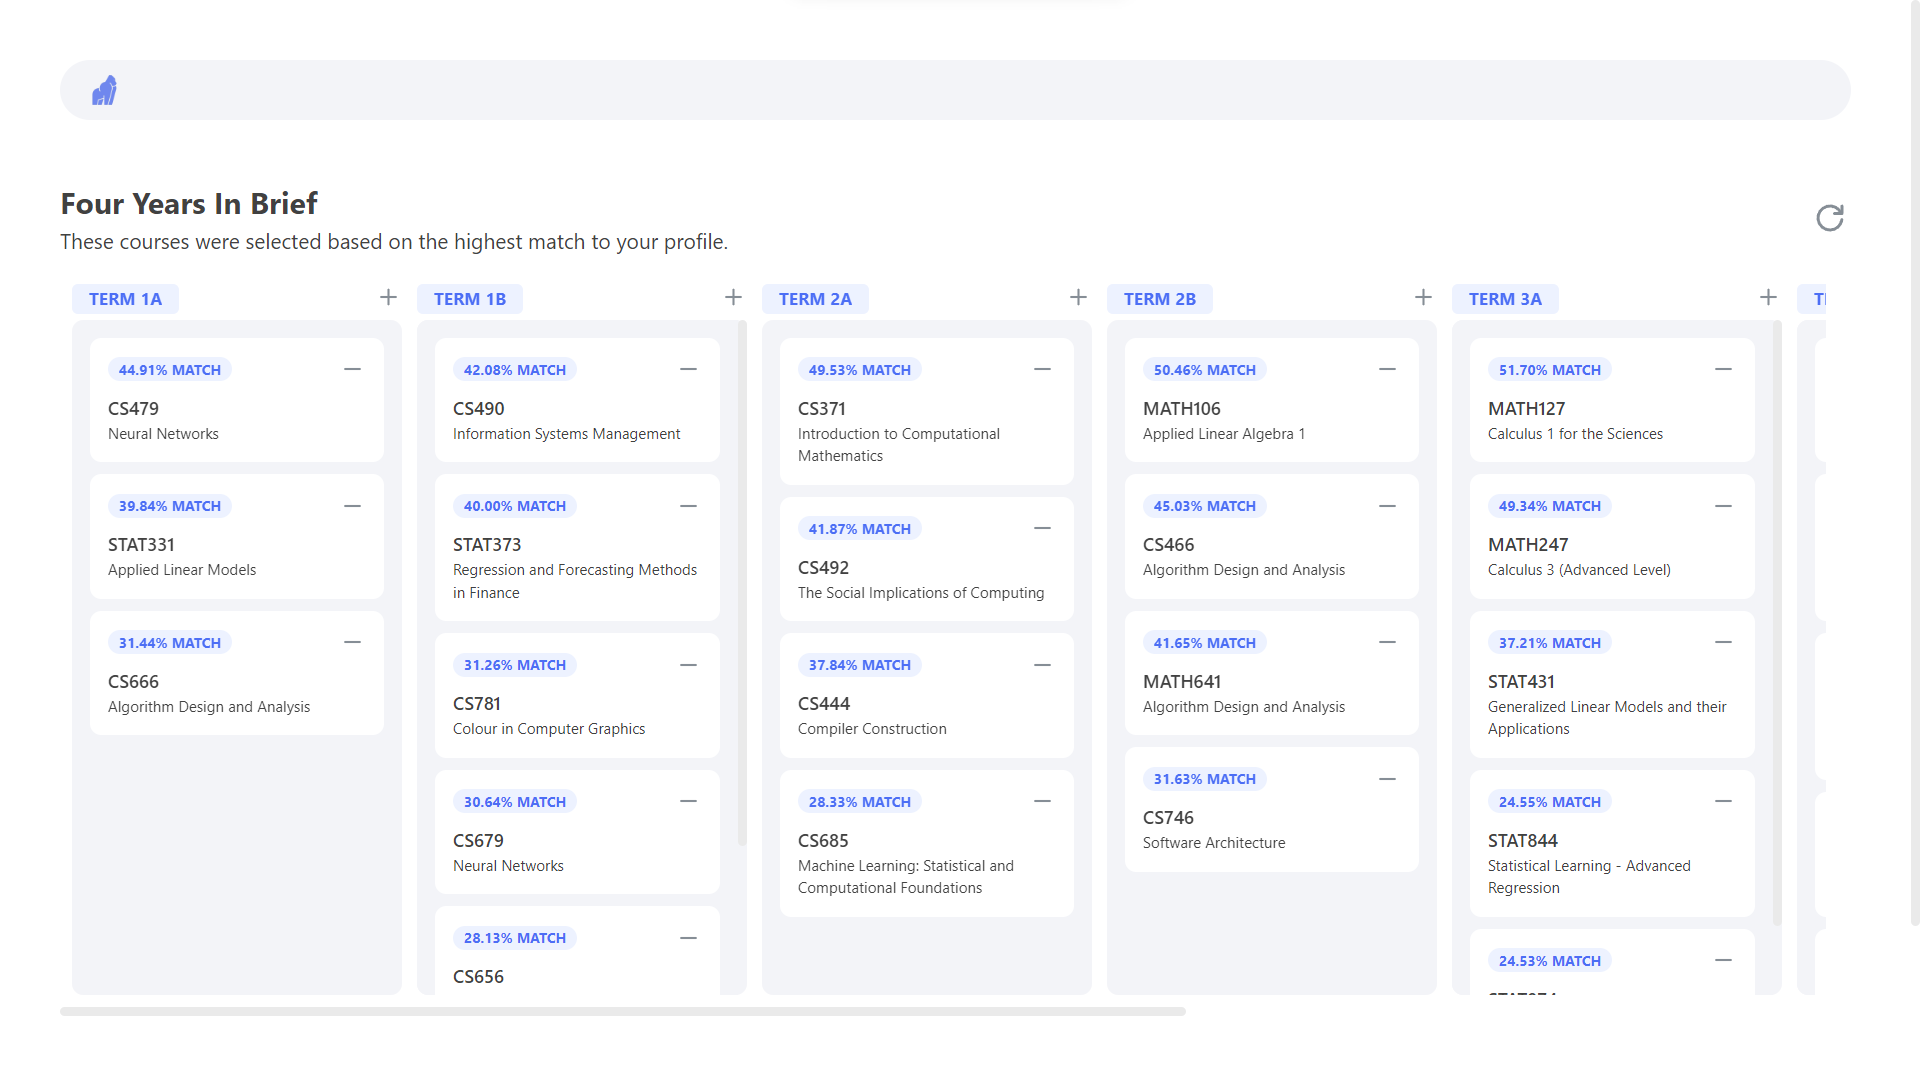 Four Years In Brief
These courses were selected based on the highest match to your profile.
TERM 1A
44.91% MATCH
CS479
Neural Networks
39.84% MATCH
STAT331
Applied Linear Models
31.44% MATCH
CS666
Algorithm Design and Analysis
TERM 1B
42.08% MATCH
CS490
Information Systems Management
40.00% MATCH
STAT373
Regression and Forecasting Methods
in Finance
31.26% MATCH
CS781
Colour in Computer Graphics
30.64% MATCH
CS679
Neural Networks
28.13% MATCH
CS656
TERM 2A
49.53% MATCH
CS371
Introduction to Computational
Mathematics
41.87% MATCH
CS492
The Social Implications of Computing
37.84% MATCH
CS444
Compiler Construction
28.33% MATCH
CS685
Machine Learning: Statistical and
Computational Foundations
TERM 2B
50.46% MATCH
MATH106
Applied Linear Algebra 1
45.03% MATCH
CS466
Algorithm Design and Analysis
41.65% MATCH
MATH641
Algorithm Design and Analysis
31.63% MATCH
CS746
Software Architecture
TERM 3A
51.70% MATCH
MATH127
Calculus 1 for the Sciences
49.34% MATCH
MATH247
Calculus 3 (Advanced Level)
37.21% MATCH
STAT431
Generalized Linear Models and their
Applications
24.55% MATCH
STAT844
Statistical Learning - Advanced
Regression
24.53% MATCH